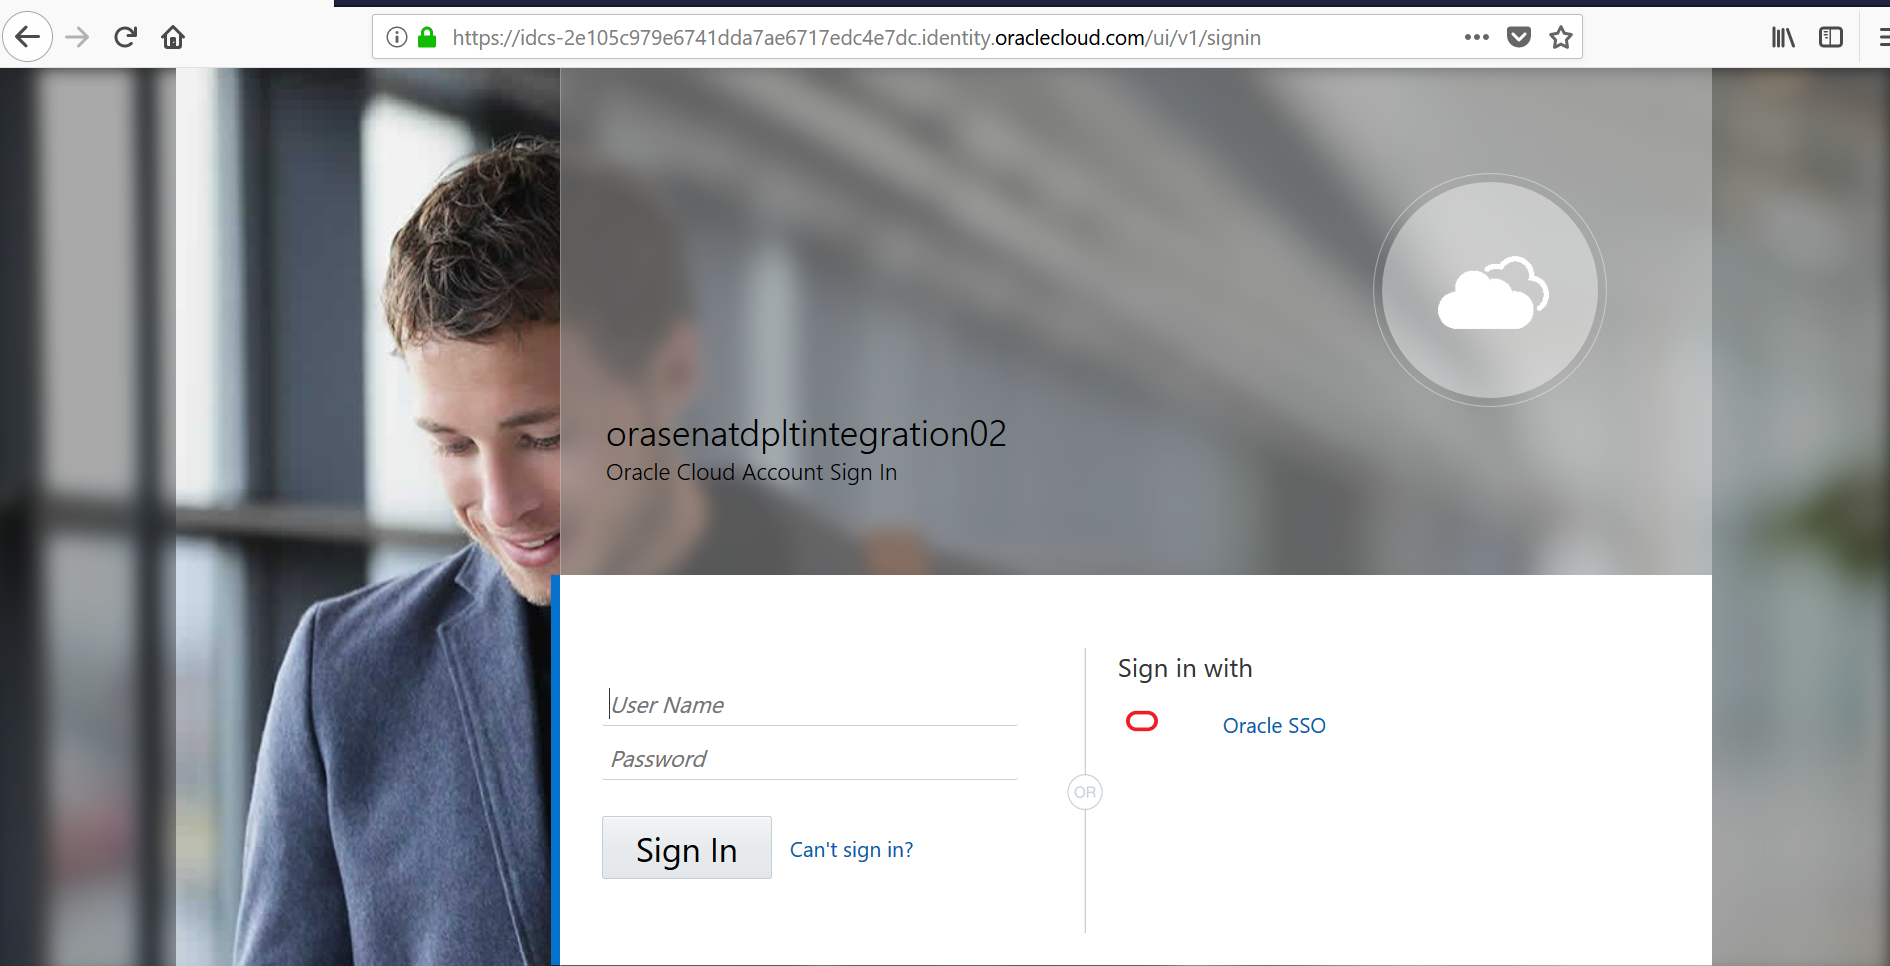 https://idcs-2e105c979e6741dda7ae6717edc4e7dc.identity.oraclecloud.com/ui/v1/signin
orasenatdpltintegration02
Oracle Cloud Account Sign In
User Name
Password
Sign In
Can't sign in?
OR
Sign in with
Oracle SSO